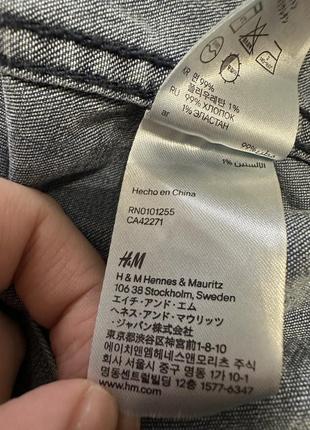 KR 면 99%
폴리우레탄 1%
RU 99% ХЛОПОК
1% ЭЛАСТАН
ar
99%
1%
Hecho en China
RN0101255
CA42271
H&M
H & M Hennes & Mauritz
106 38 Stockholm, Sweden
エイチ・アンド・エム
ヘネス・アンド・マウリッツ
・ジャパン株式会社
東京都渋谷区神宮前1-8-10
에이치앤엠헤네스앤모리츠 주식
회사 서울시 중구 명동1가 10-1
명동센트럴빌딩 12층 1577-6347
www.hm.com